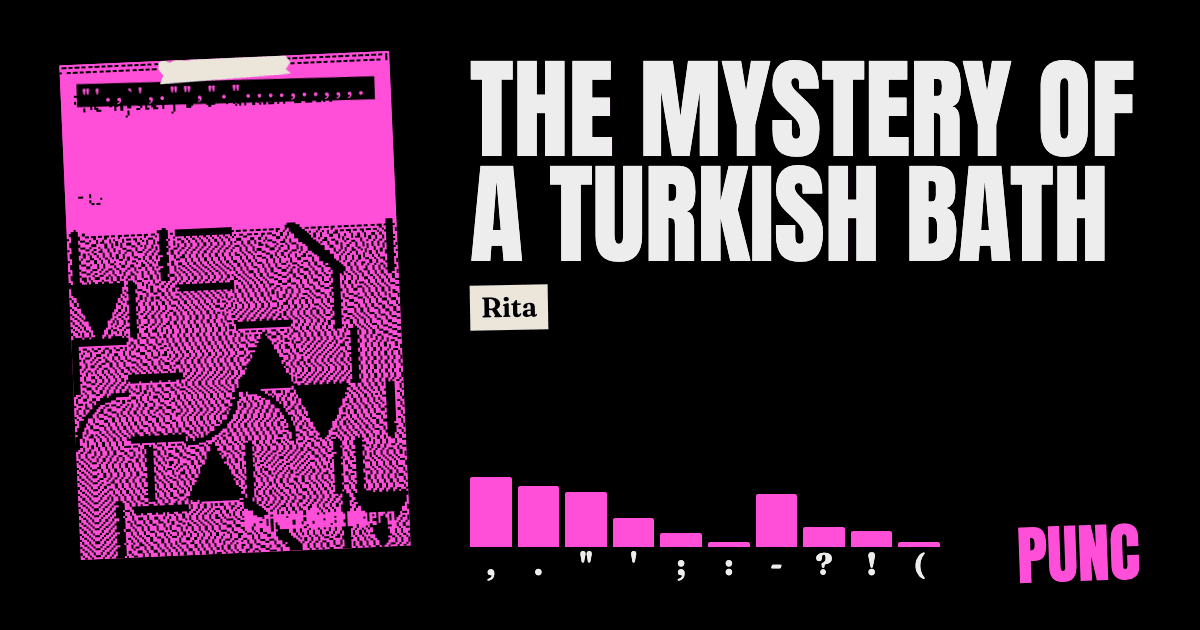 THE MYSTERY OF
A TURKISH BATH
Rita
, . " ' ; : - ? ! (
PUNC